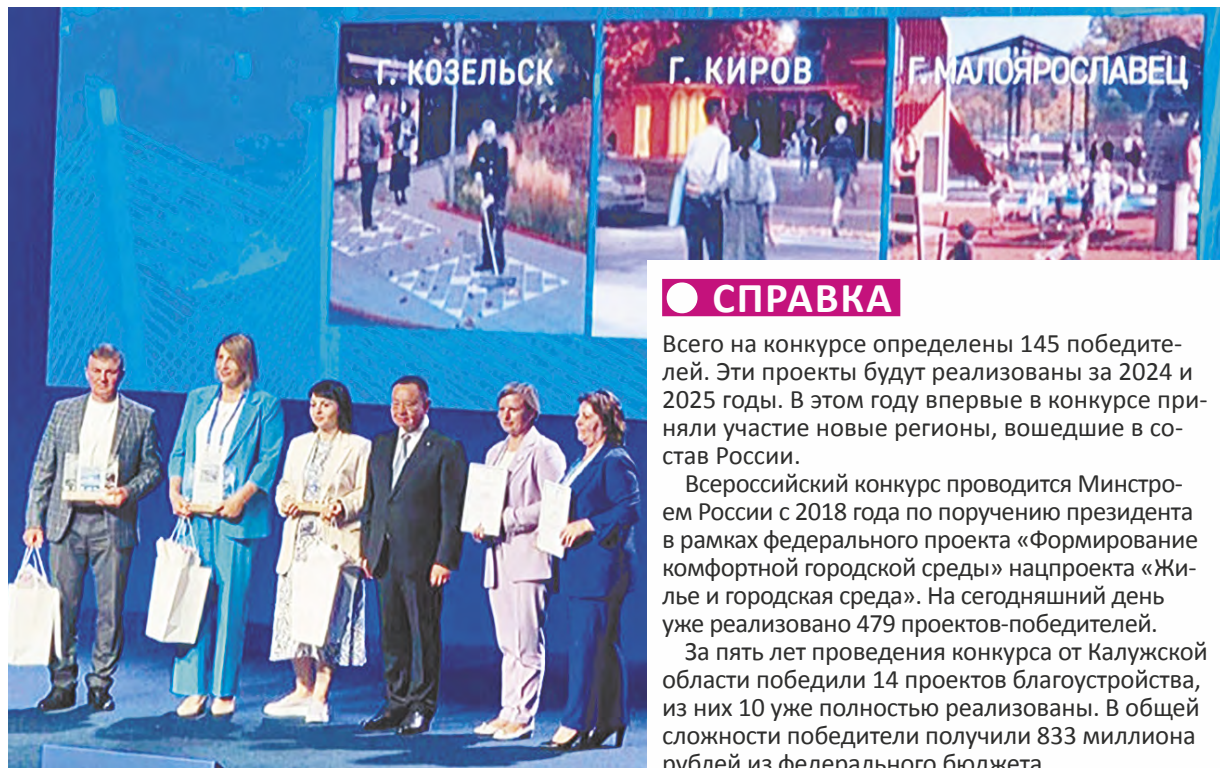 Г. КОЗЕЛЬСК
Г. КИРОВ
Г. МАЛОЯРОСЛАВЕЦ
СПРАВКА
Всего на конкурсе определены 145 победите-
лей. Эти проекты будут реализованы за 2024 и
2025 годы. В этом году впервые в конкурсе при-
няли участие новые регионы, вошедшие в со-
став России.
Всероссийский конкурс проводится Минстро-
ем России с 2018 года по поручению президента
в рамках федерального проекта «Формирование
комфортной городской среды» нацпроекта «Жи-
лье и городская среда». На сегодняшний день
уже реализовано 479 проектов-победителей.
За пять лет проведения конкурса от Калужской
области победили 14 проектов благоустройства,
из них 10 уже полностью реализованы. В общей
сложности победители получили 833 миллиона
рублей из федерального бюджета